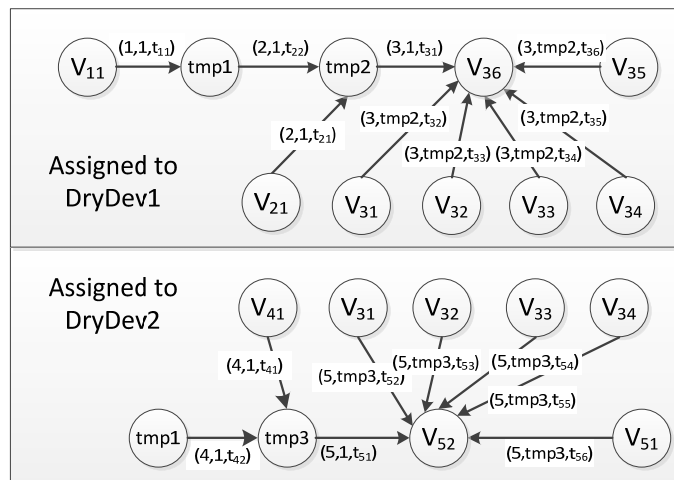 (1,1,t₁₁) (2,1,t₂₂) (3,1,t₃₁) (3,tmp2,t₃₆)
V₁₁ tmp1 tmp2 V₃₆ V₃₅
(3,tmp2,t₃₂) (3,tmp2,t₃₅)
(2,1,t₂₁)
(3,tmp2,t₃₃) (3,tmp2,t₃₄)
Assigned to
DryDev1
V₂₁ V₃₁ V₃₂ V₃₃ V₃₄
Assigned to
DryDev2
V₄₁ V₃₁ V₃₂ V₃₃ V₃₄
(4,1,t₄₁) (5,tmp3,t₅₂) (5,tmp3,t₅₃) (5,tmp3,t₅₄)
(5,tmp3,t₅₅)
tmp1 tmp3 V₅₂ V₅₁
(4,1,t₄₂) (5,1,t₅₁) (5,tmp3,t₅₆)